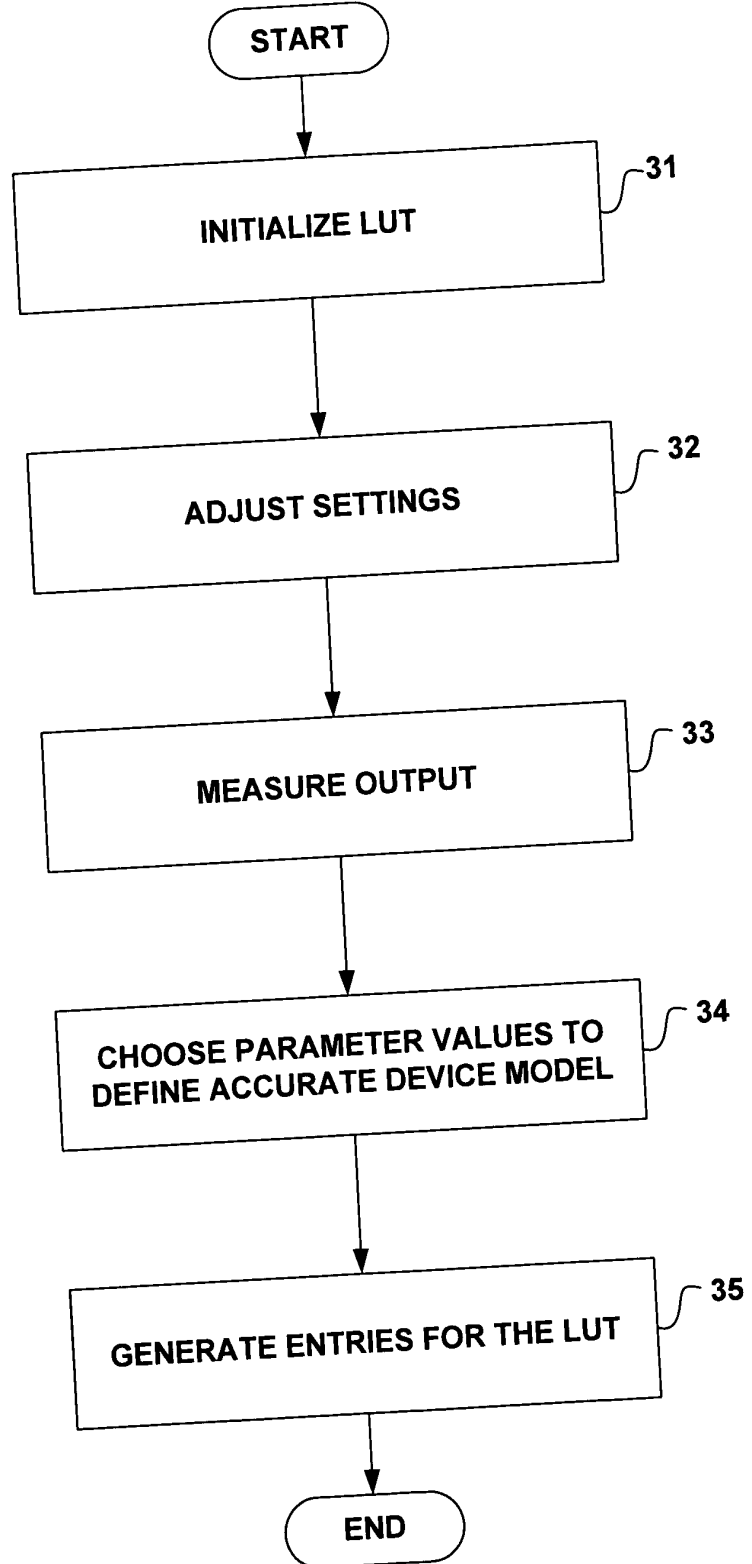 START
INITIALIZE LUT
31
ADJUST SETTINGS
32
MEASURE OUTPUT
33
CHOOSE PARAMETER VALUES TO
DEFINE ACCURATE DEVICE MODEL
34
GENERATE ENTRIES FOR THE LUT
35
END